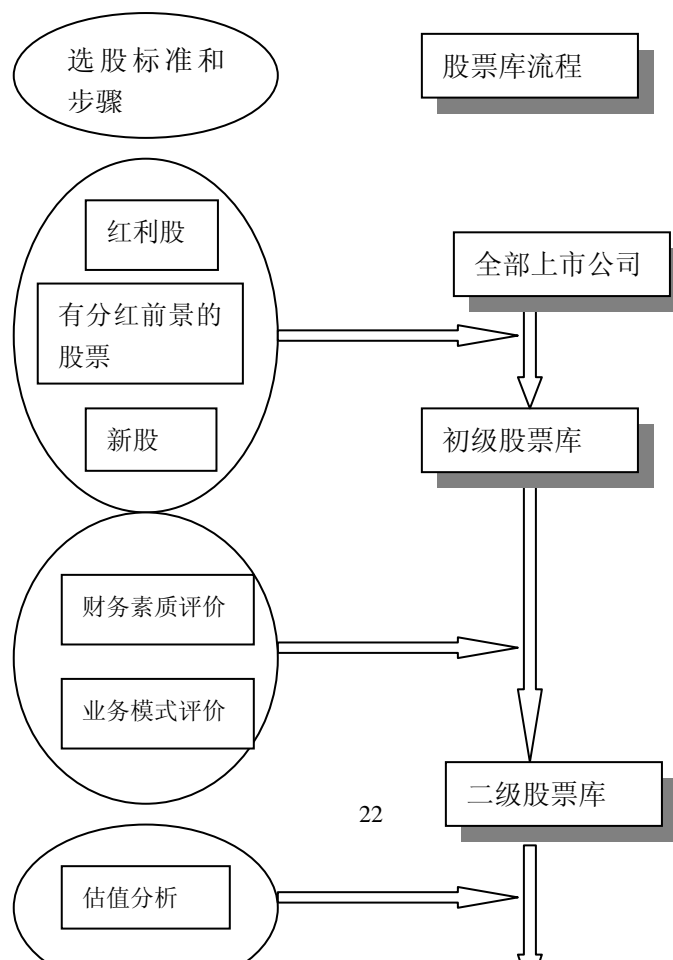 选股标准和
步骤
股票库流程
红利股
全部上市公司
有分红前景的
股票
新股
初级股票库
财务素质评价
业务模式评价
二级股票库
22
估值分析